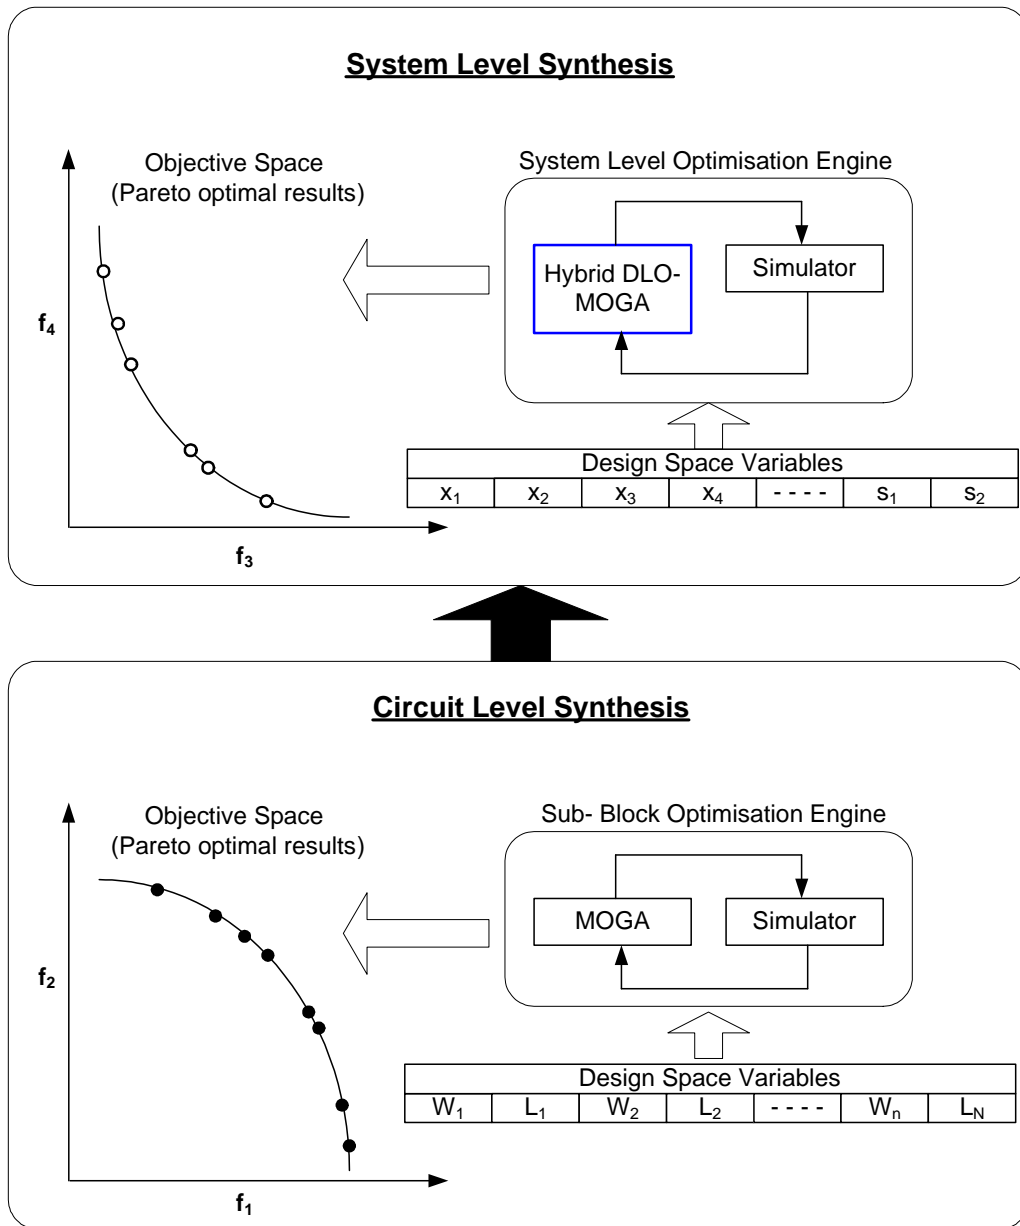 System Level Synthesis
Objective Space
(Pareto optimal results)
f₄
f₃
System Level Optimisation Engine
Hybrid DLO-
MOGA
Simulator
Design Space Variables
x₁ x₂ x₃ x₄ - - - - s₁ s₂
Circuit Level Synthesis
Objective Space
(Pareto optimal results)
f₂
f₁
Sub- Block Optimisation Engine
MOGA
Simulator
Design Space Variables
W₁ L₁ W₂ L₂ - - - - Wₙ L_N